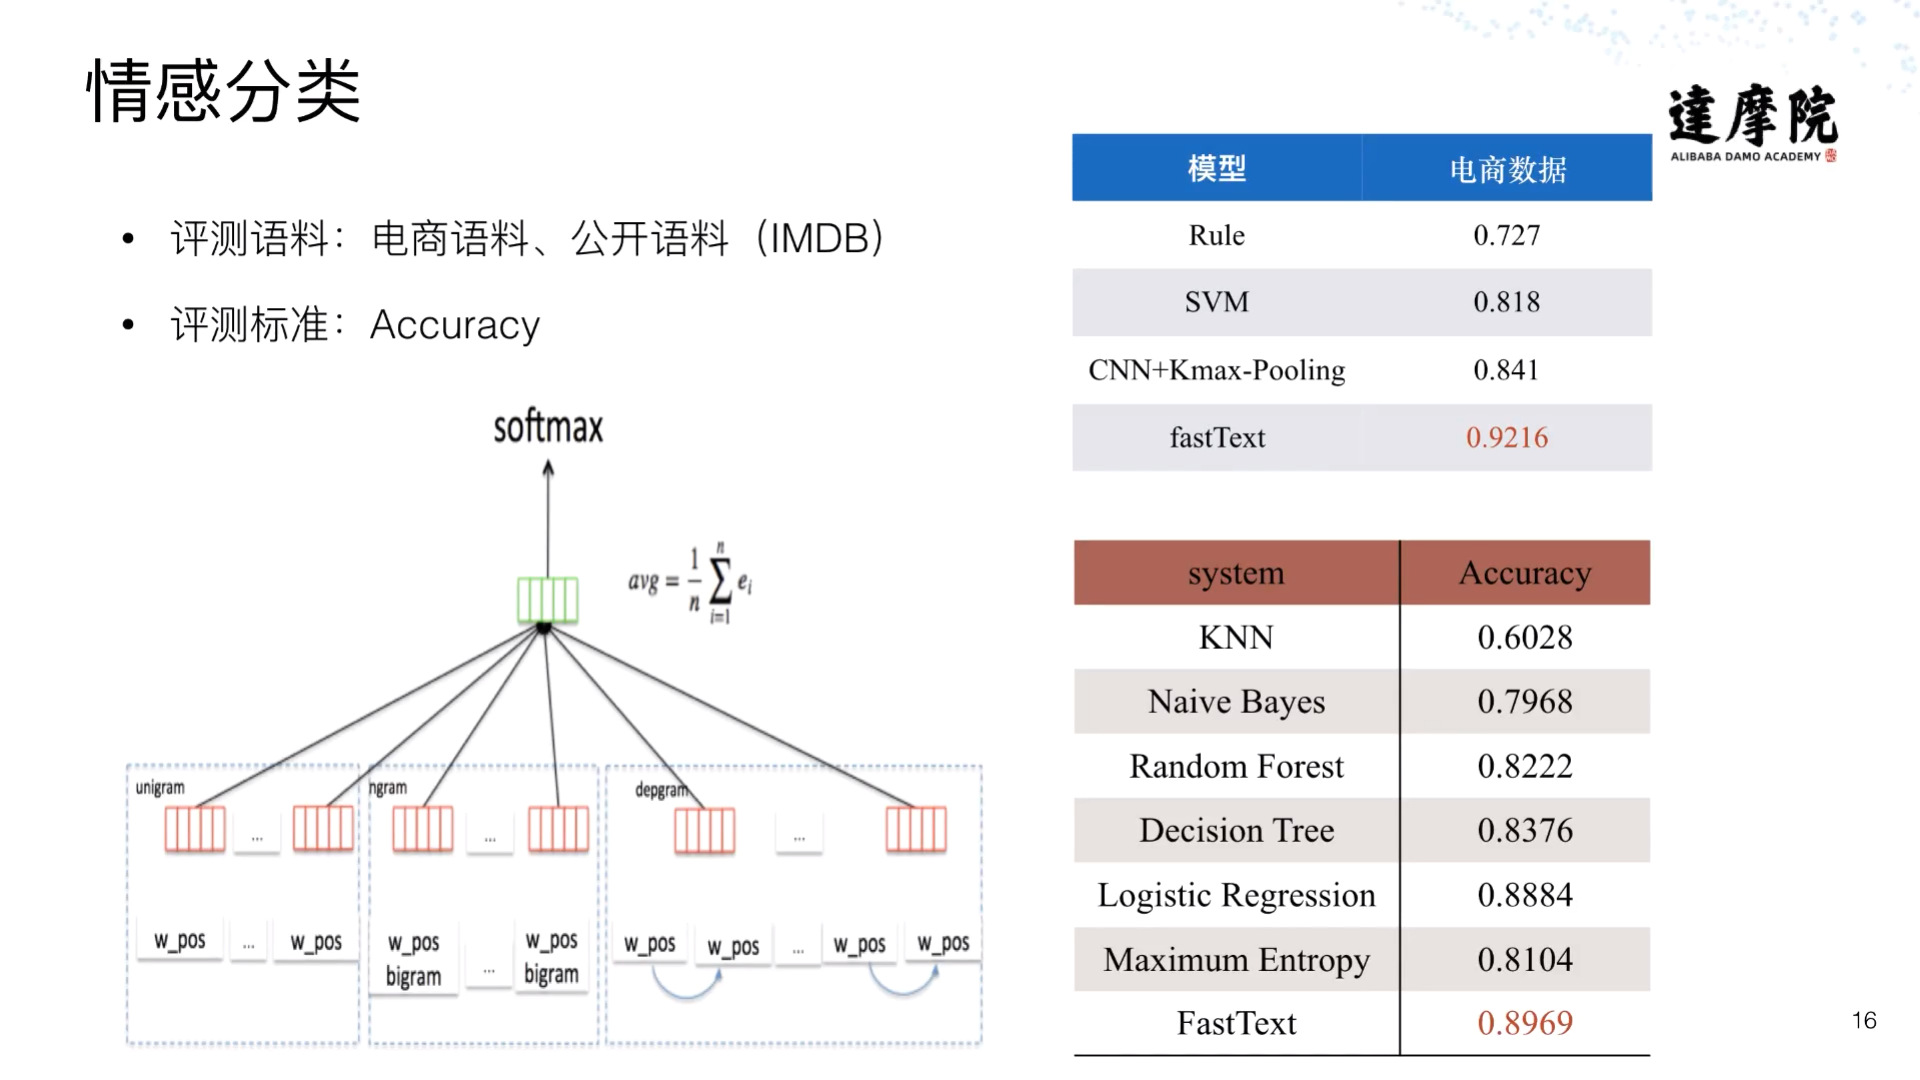 情感分类
達摩院
ALIBABA DAMO ACADEMY
• 评测语料：电商语料、公开语料（IMDB）
• 评测标准：Accuracy
softmax
avg = 1/n ∑ i=1 n e_i
unigram
ngram
depgram
... ... ...
w_pos ... w_pos
w_pos bigram ... w_pos bigram
w_pos w_pos ... w_pos w_pos
模型 电商数据
Rule 0.727
SVM 0.818
CNN+Kmax-Pooling 0.841
fastText 0.9216
system Accuracy
KNN 0.6028
Naive Bayes 0.7968
Random Forest 0.8222
Decision Tree 0.8376
Logistic Regression 0.8884
Maximum Entropy 0.8104
FastText 0.8969
16